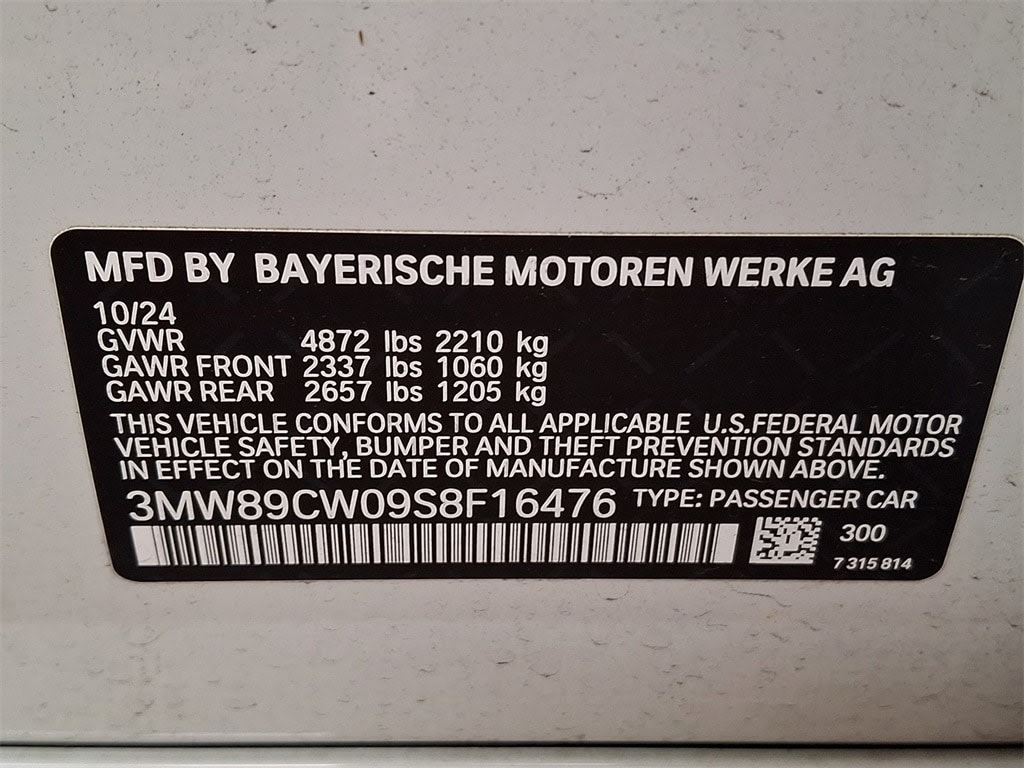 MFD BY BAYERISCHE MOTOREN WERKE AG
10/24
GVWR 4872 lbs 2210 kg
GAWR FRONT 2337 lbs 1060 kg
GAWR REAR 2657 lbs 1205 kg
THIS VEHICLE CONFORMS TO ALL APPLICABLE U.S.FEDERAL MOTOR
VEHICLE SAFETY, BUMPER AND THEFT PREVENTION STANDARDS
IN EFFECT ON THE DATE OF MANUFACTURE SHOWN ABOVE.
3MW89CW09S8F16476 TYPE: PASSENGER CAR
300
7 315 814